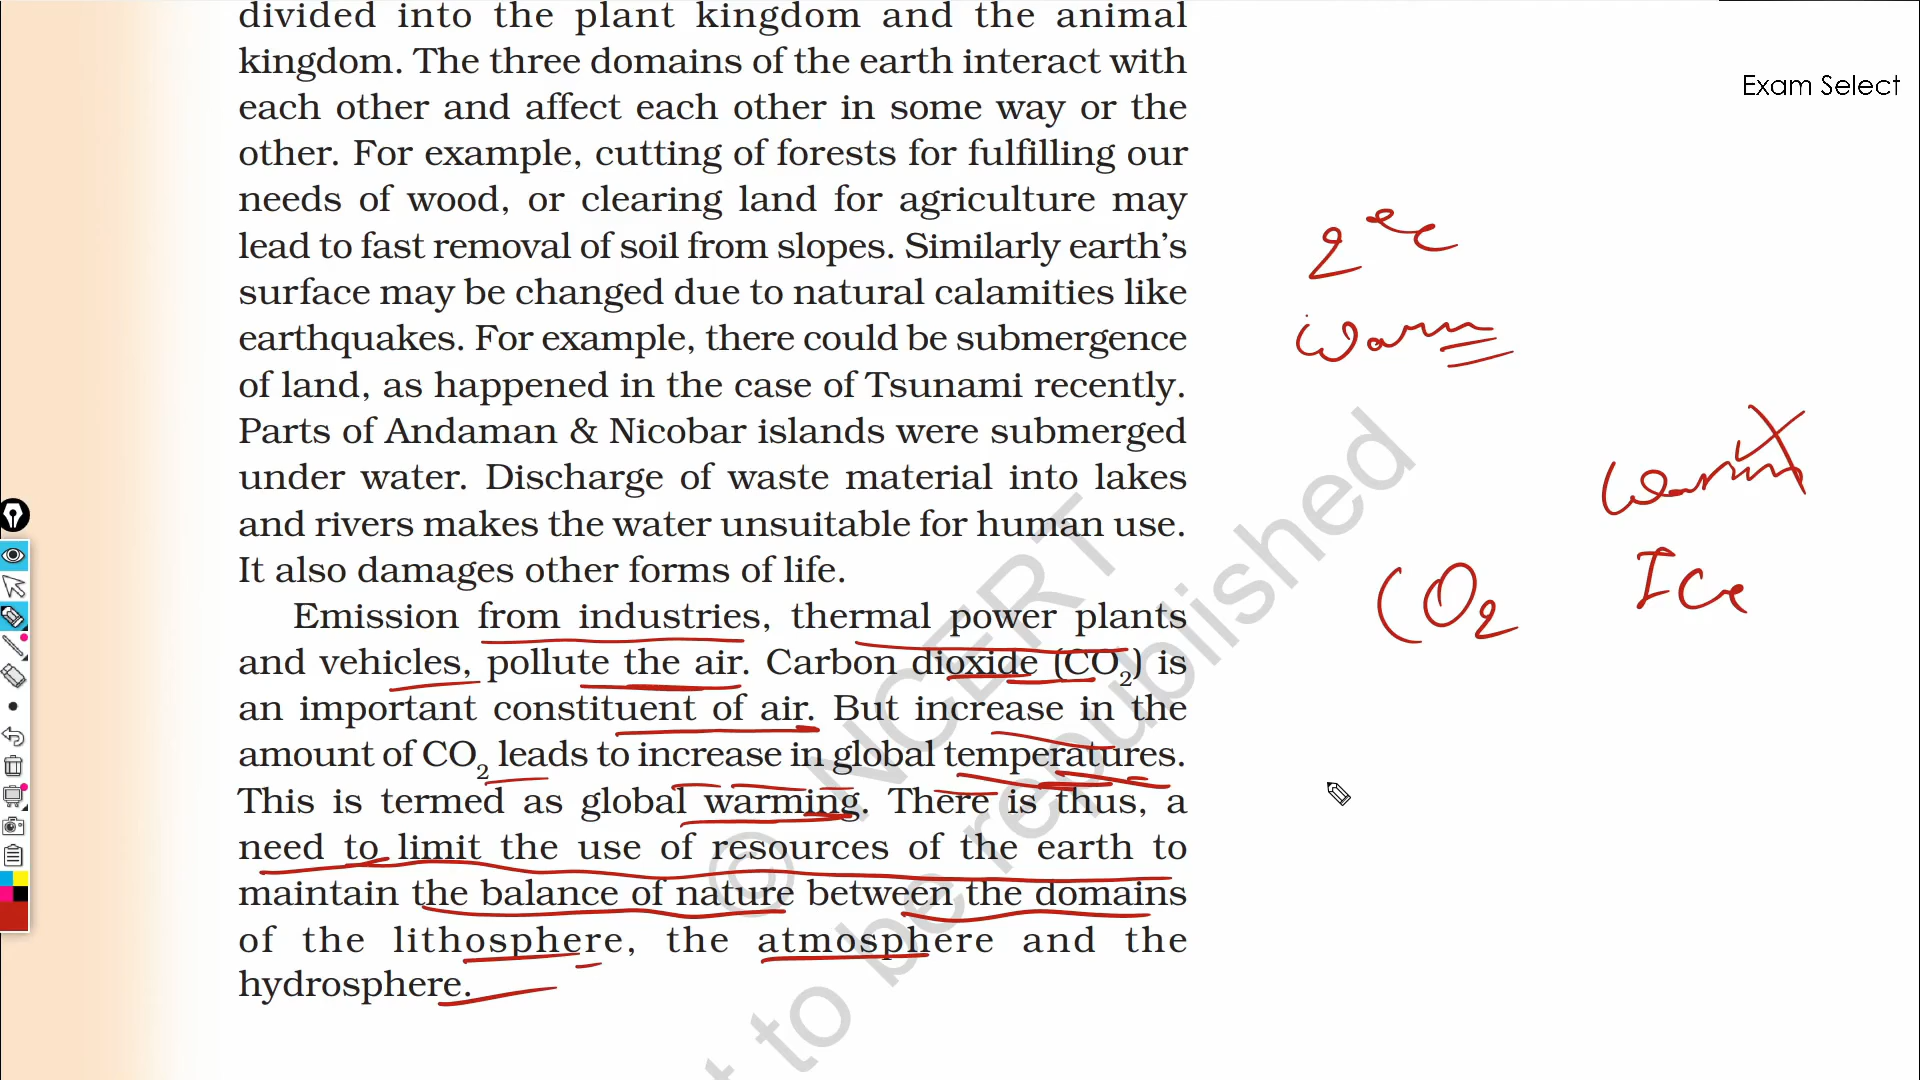 divided into the plant kingdom and the animal
kingdom. The three domains of the earth interact with
each other and affect each other in some way or the
other. For example, cutting of forests for fulfilling our
needs of wood, or clearing land for agriculture may
lead to fast removal of soil from slopes. Similarly earth’s
surface may be changed due to natural calamities like
earthquakes. For example, there could be submergence
of land, as happened in the case of Tsunami recently.
Parts of Andaman & Nicobar islands were submerged
under water. Discharge of waste material into lakes
and rivers makes the water unsuitable for human use.
It also damages other forms of life.
Emission from industries, thermal power plants
and vehicles, pollute the air. Carbon dioxide (CO₂) is
an important constituent of air. But increase in the
amount of CO₂ leads to increase in global temperatures.
This is termed as global warming. There is thus, a
need to limit the use of resources of the earth to
maintain the balance of nature between the domains
of the lithosphere, the atmosphere and the
hydrosphere.
Exam Select
warm
CO₂
Ice
© NCERT
to be republished